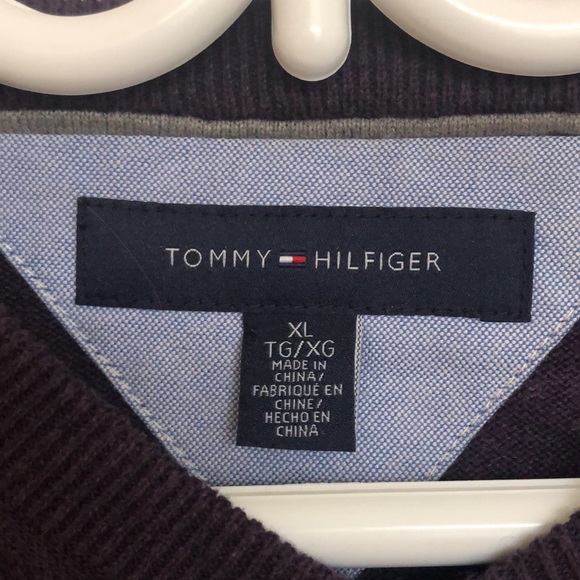 TOMMY HILFIGER
XL
TG/XG
MADE IN
CHINA/
FABRIQUÉ EN
CHINE/
HECHO EN
CHINA